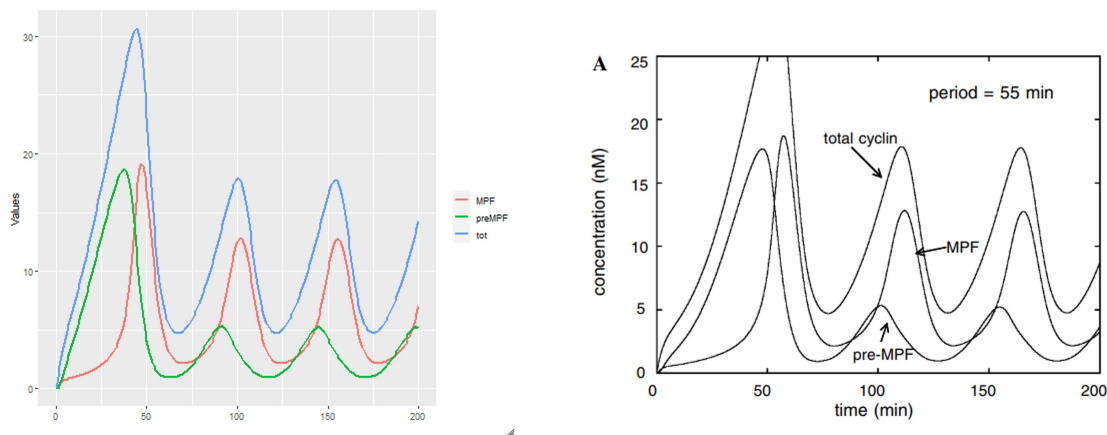 Values
30
20
10
0
0
50
100
150
200
MPF
preMPF
tot
A
concentration (nM)
25
20
15
10
5
0
period = 55 min
total cyclin
MPF
pre-MPF
0
50
100
150
200
time (min)